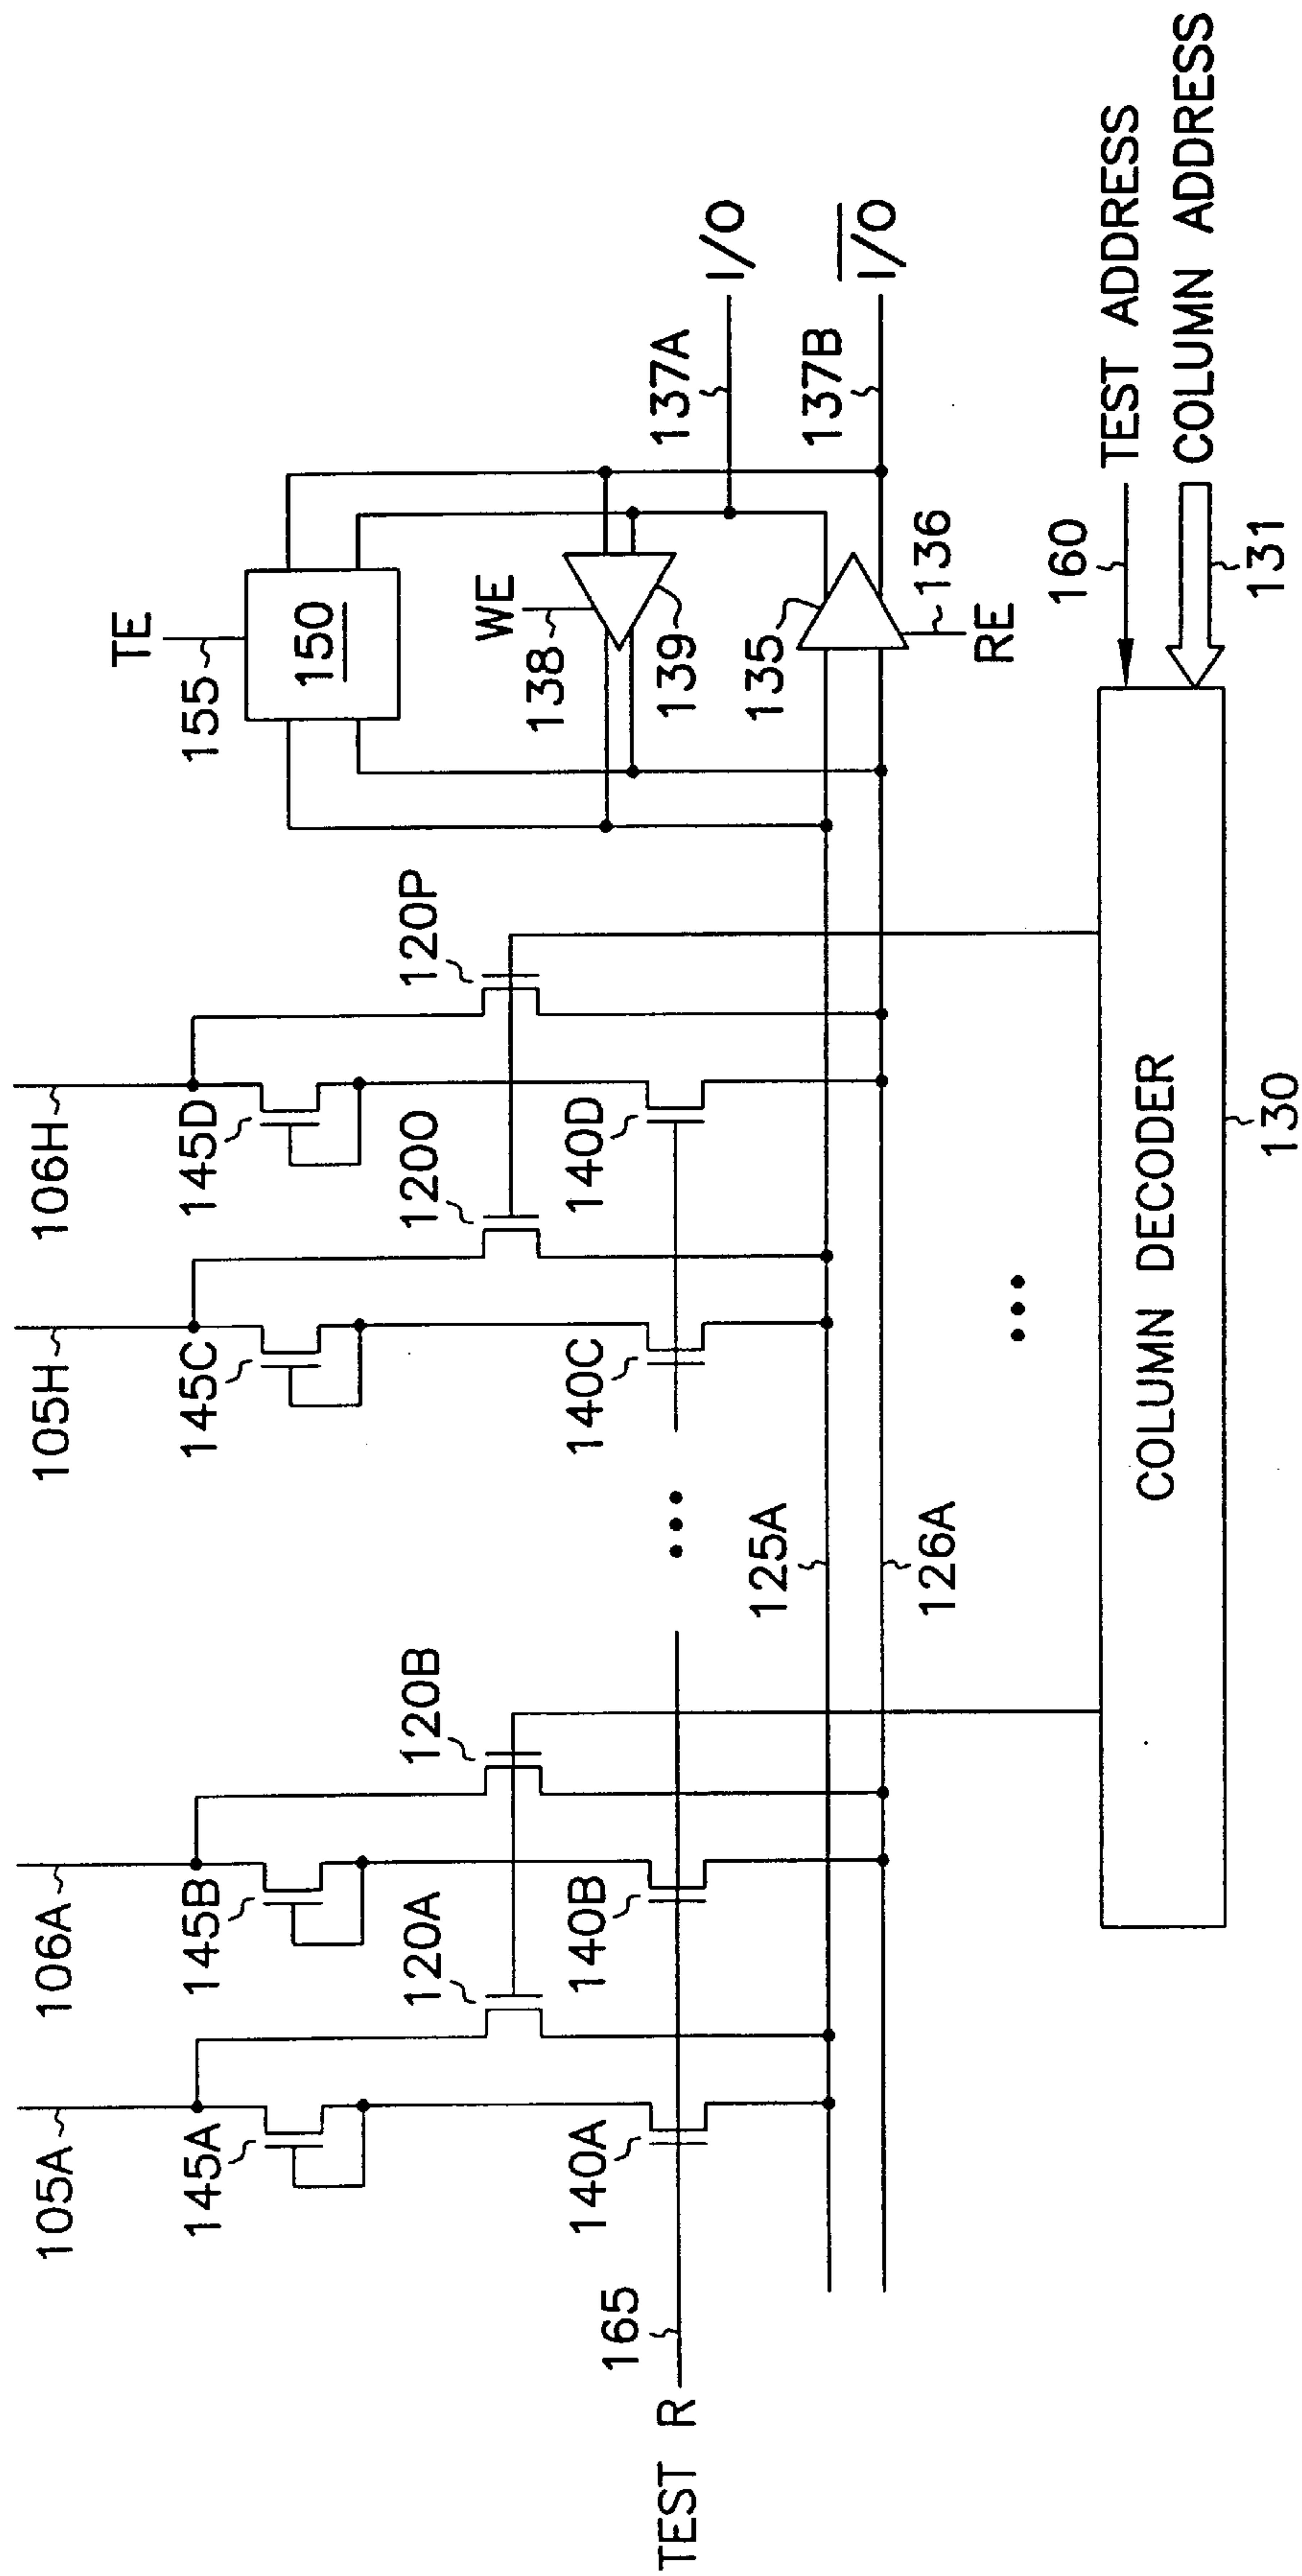 105A
106A
105H
106H
TE
155
145A
145B
145C
145D
150
120A
120B
120O
120P
WE
138
139
140A
140B
140C
140D
137A
I/O
TEST R
165
125A
135
137B
I/O
126A
136
RE
160
TEST ADDRESS
COLUMN DECODER
COLUMN ADDRESS
130
131